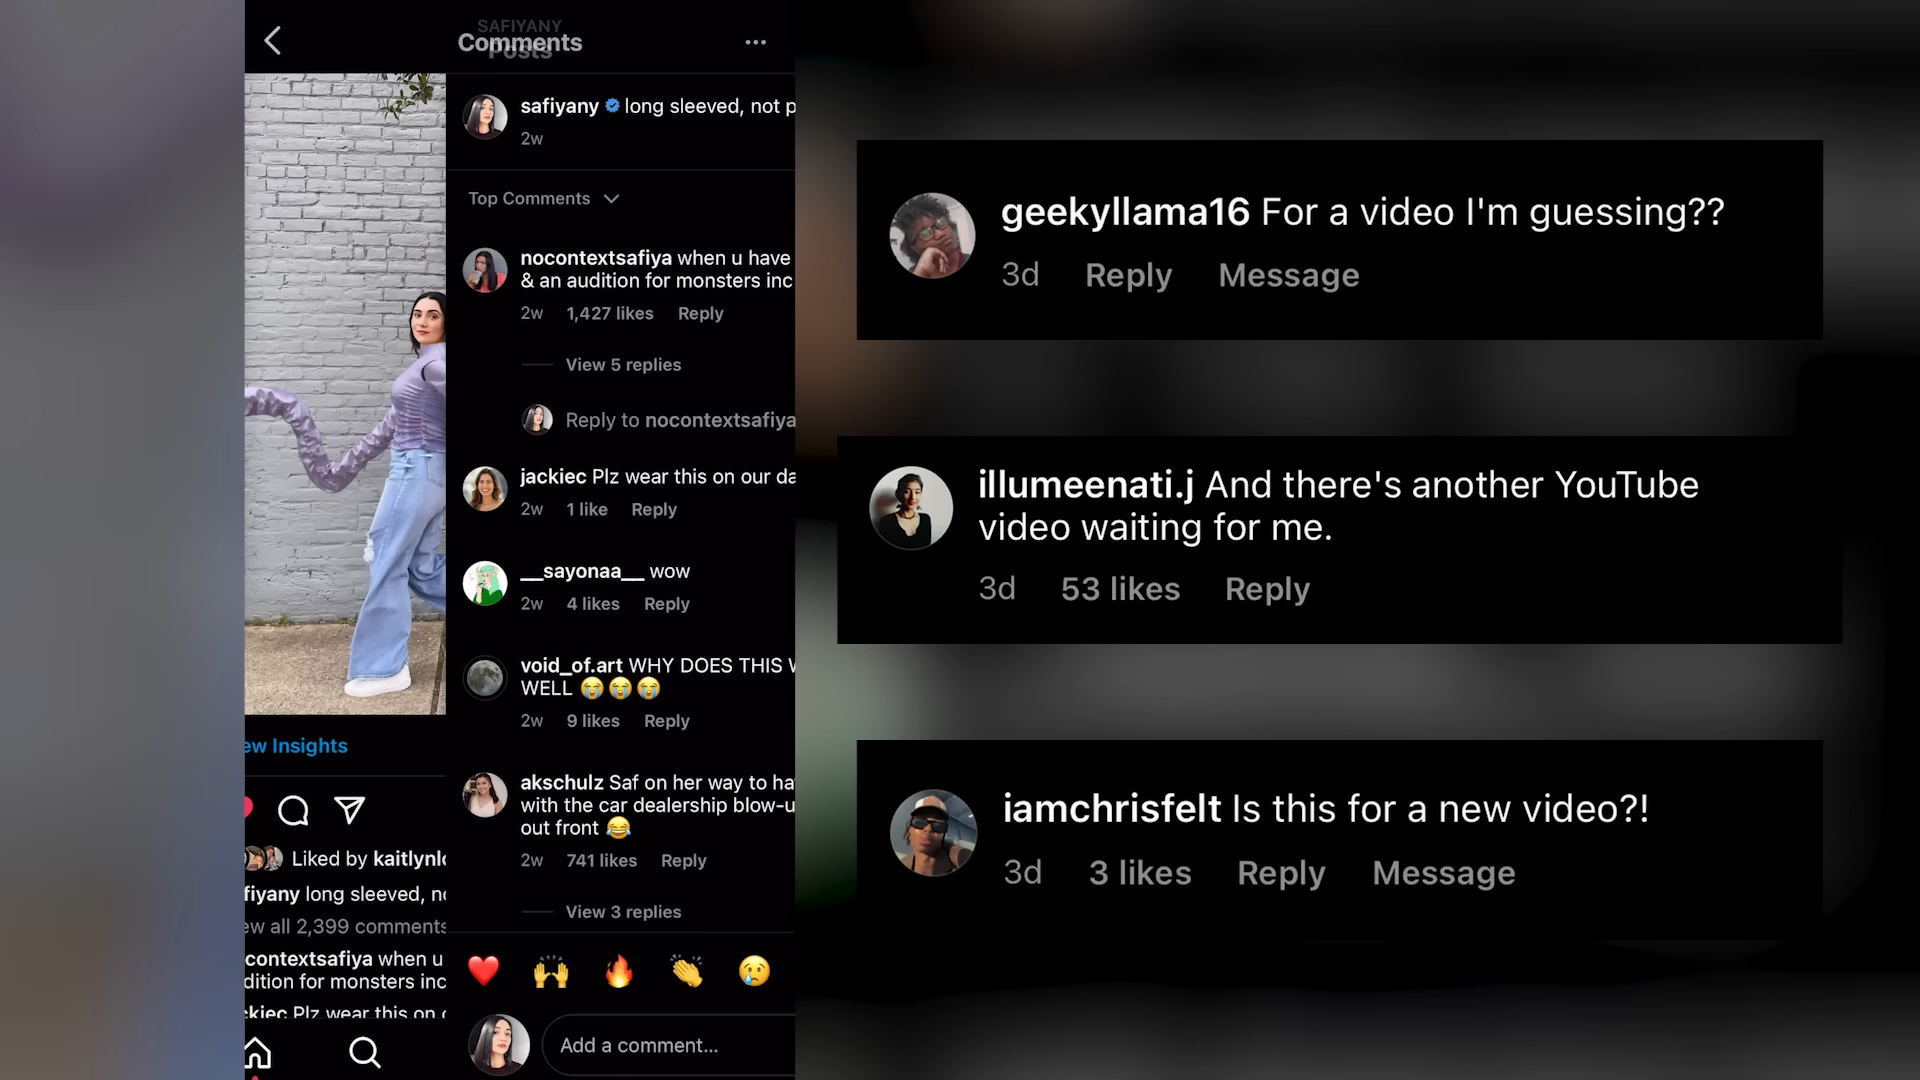 SAFIYANY
Comments
Posts
safiyany long sleeved, not p
2w
Top Comments
nocontextsafiya when u have
& an audition for monsters inc
2w 1,427 likes Reply
View 5 replies
Reply to nocontextsafiya
jackiec Plz wear this on our da
2w 1 like Reply
__sayonaa__ wow
2w 4 likes Reply
void_of.art WHY DOES THIS W
WELL 😭😭😭
2w 9 likes Reply
akschulz Saf on her way to ha
with the car dealership blow-u
out front 😂
2w 741 likes Reply
View 3 replies
❤️ 🙌 🔥 👏 😢
Add a comment...
ew Insights
Liked by kaitlynlo
fiyany long sleeved, no
ew all 2,399 comments
contextsafiya when u
dition for monsters inc
ckiec Plz wear this on o
geekyllama16 For a video I'm guessing??
3d Reply Message
illumeenati.j And there's another YouTube
video waiting for me.
3d 53 likes Reply
iamchrisfelt Is this for a new video?!
3d 3 likes Reply Message